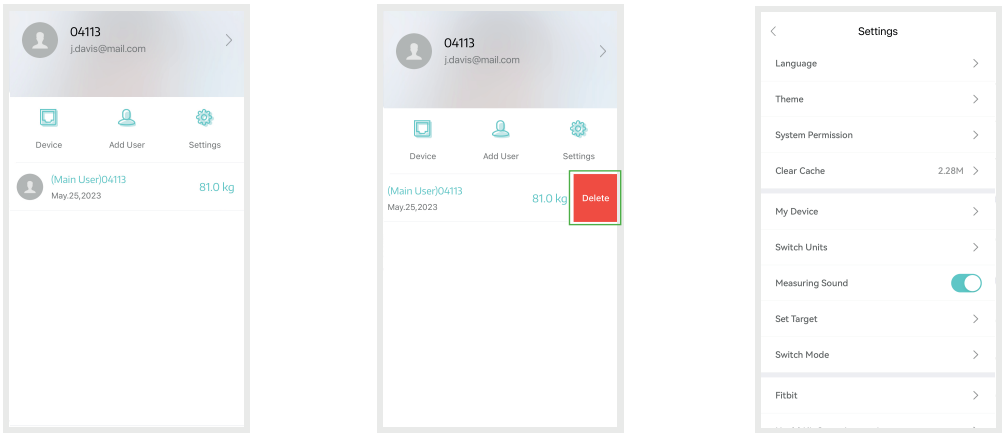 04113
j.davis@mail.com
Device
Add User
Settings
(Main User)04113
May.25,2023
81.0 kg
04113
j.davis@mail.com
Device
Add User
Settings
(Main User)04113
May.25,2023
81.0 kg
Delete
Settings
Language
Theme
System Permission
Clear Cache 2.28M
My Device
Switch Units
Measuring Sound
Set Target
Switch Mode
Fitbit